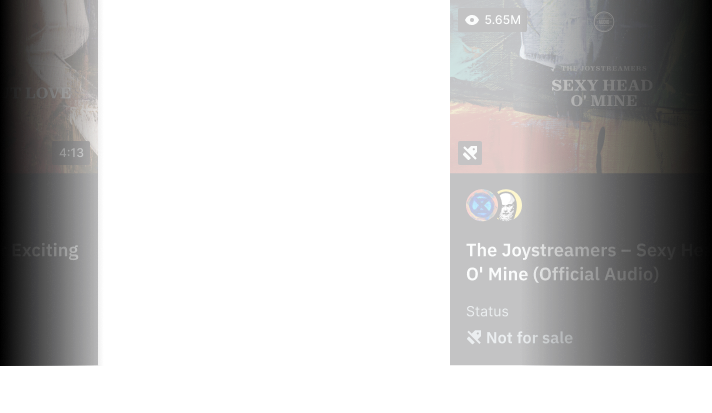 5.65M
T LOVE
THE JOYSTREAMERS
SEXY HEAD
O' MINE
4:13
Exciting
The Joystreamers – Sexy He
O' Mine (Official Audio)
Status
Not for sale